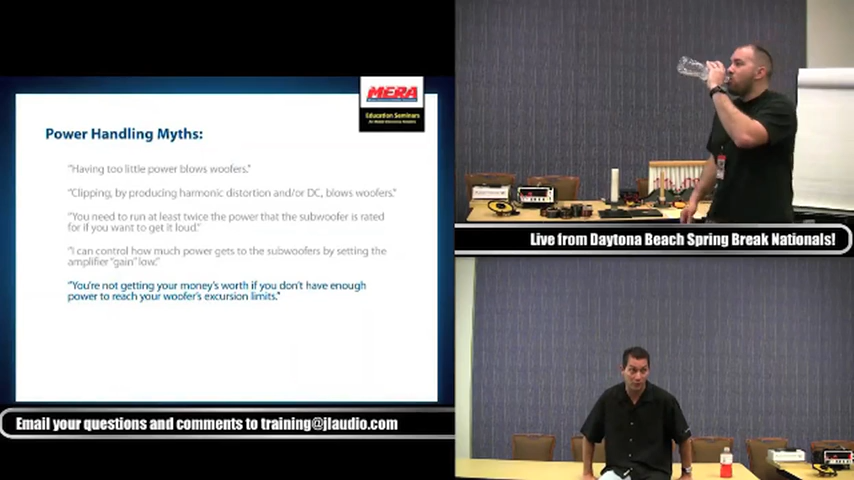 MERA
Education Seminars
Power Handling Myths:
"Having too little power blows woofers."
"Clipping, by producing harmonic distortion and/or DC, blows woofers."
"You need to run at least twice the power that the subwoofer is rated
for if you want to get it loud."
"I can control how much power gets to the subwoofers by setting the
amplifier "gain" low."
"You're not getting your money's worth if you don't have enough
power to reach your woofer's excursion limits."
Live from Daytona Beach Spring Break Nationals!
Email your questions and comments to training@jlaudio.com